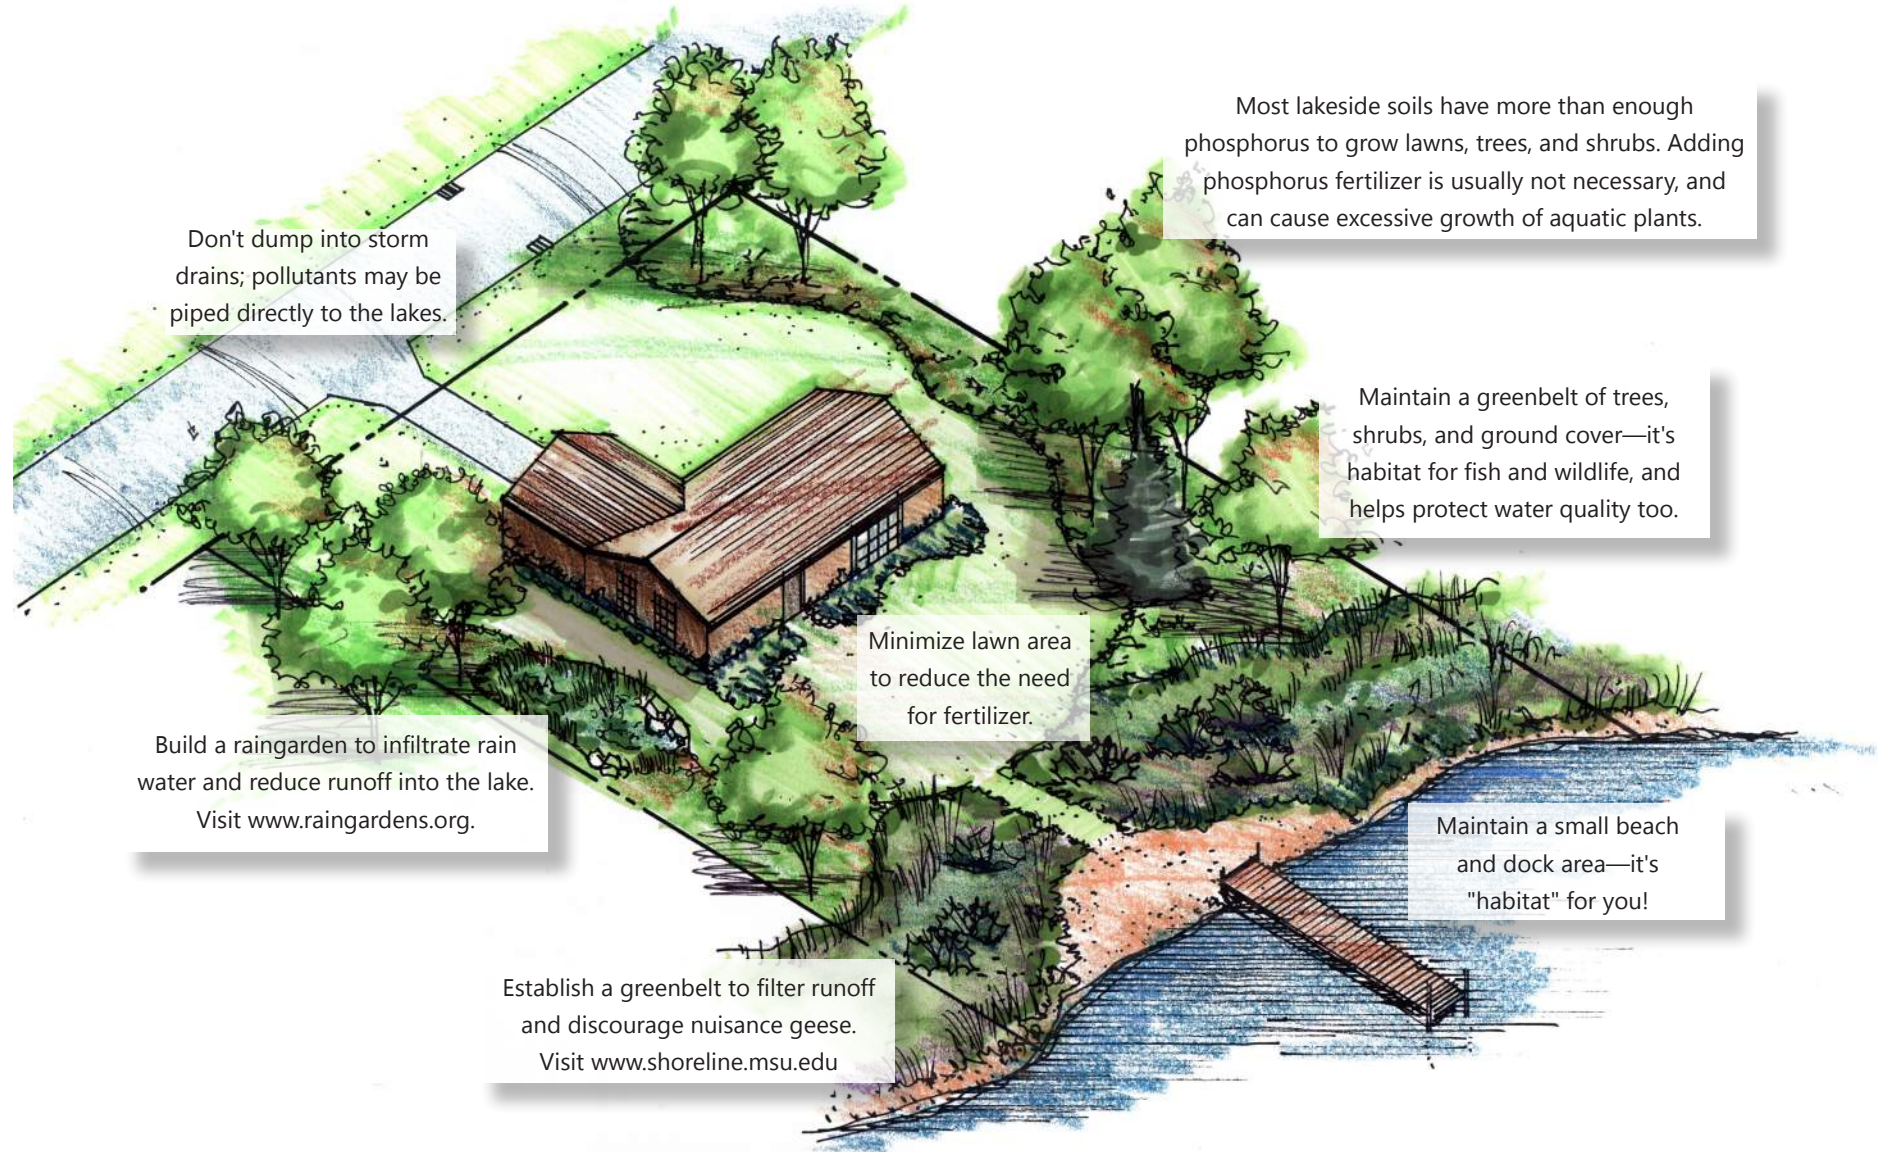 Most lakeside soils have more than enough
phosphorus to grow lawns, trees, and shrubs. Adding
phosphorus fertilizer is usually not necessary, and
can cause excessive growth of aquatic plants.
Don't dump into storm
drains; pollutants may be
piped directly to the lakes.
Maintain a greenbelt of trees,
shrubs, and ground cover—it's
habitat for fish and wildlife, and
helps protect water quality too.
Minimize lawn area
to reduce the need
for fertilizer.
Build a raingarden to infiltrate rain
water and reduce runoff into the lake.
Visit www.raingardens.org.
Maintain a small beach
and dock area—it's
"habitat" for you!
Establish a greenbelt to filter runoff
and discourage nuisance geese.
Visit www.shoreline.msu.edu